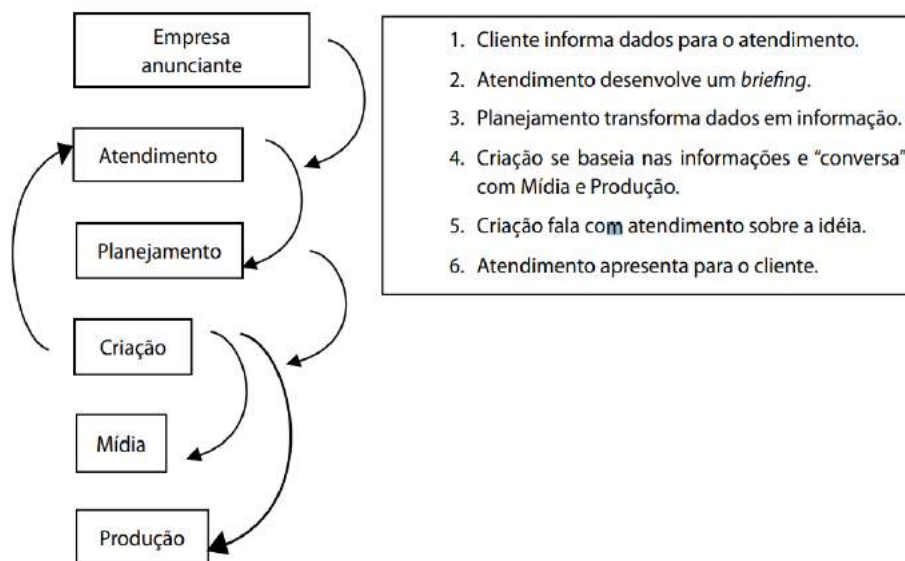 Empresa
anunciante
Atendimento
Planejamento
Criação
Mídia
Produção
1. Cliente informa dados para o atendimento.
2. Atendimento desenvolve um briefing.
3. Planejamento transforma dados em informação.
4. Criação se baseia nas informações e “conversa”
com Mídia e Produção.
5. Criação fala com atendimento sobre a idéia.
6. Atendimento apresenta para o cliente.